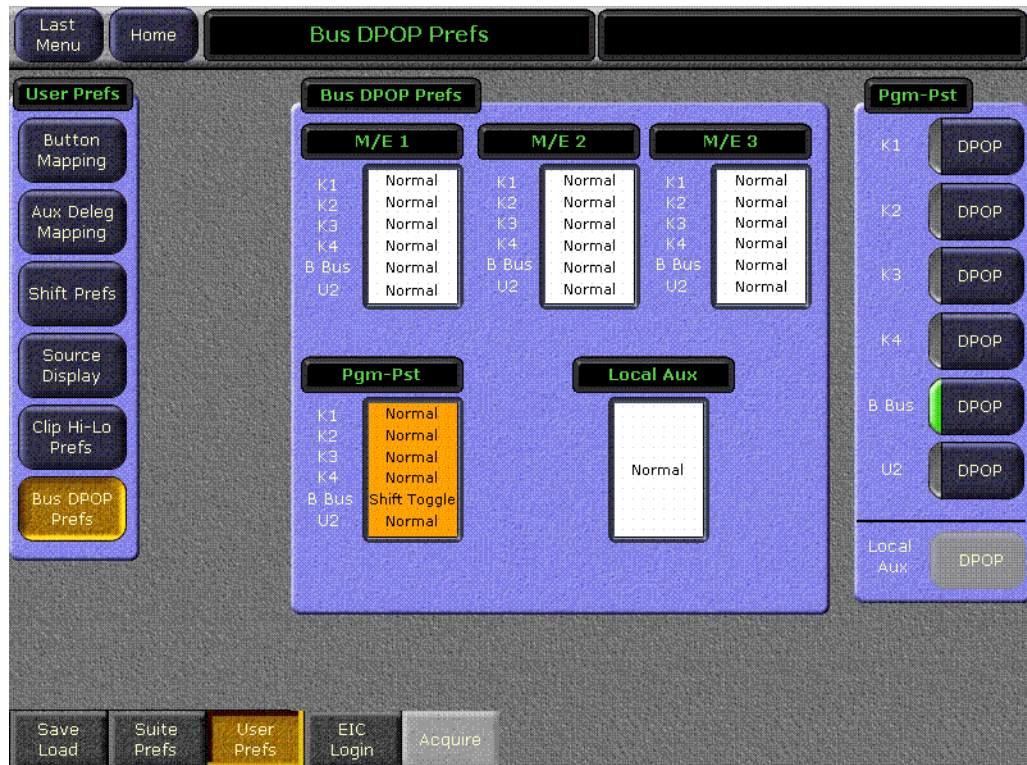 Last
Menu
Home
Bus DPOP Prefs
User Prefs
Button
Mapping
Aux Deleg
Mapping
Shift Prefs
Source
Display
Clip Hi-Lo
Prefs
Bus DPOP
Prefs
Bus DPOP Prefs
M/E 1
K1 Normal
K2 Normal
K3 Normal
K4 Normal
B Bus Normal
U2 Normal
M/E 2
K1 Normal
K2 Normal
K3 Normal
K4 Normal
B Bus Normal
U2 Normal
M/E 3
K1 Normal
K2 Normal
K3 Normal
K4 Normal
B Bus Normal
U2 Normal
Pgm-Pst
K1 Normal
K2 Normal
K3 Normal
K4 Normal
B Bus Shift Toggle
U2 Normal
Local Aux
Normal
Pgm-Pst
K1 DPOP
K2 DPOP
K3 DPOP
K4 DPOP
B Bus DPOP
U2 DPOP
Local
Aux
DPOP
Save
Load
Suite
Prefs
User
Prefs
EIC
Login
Acquire